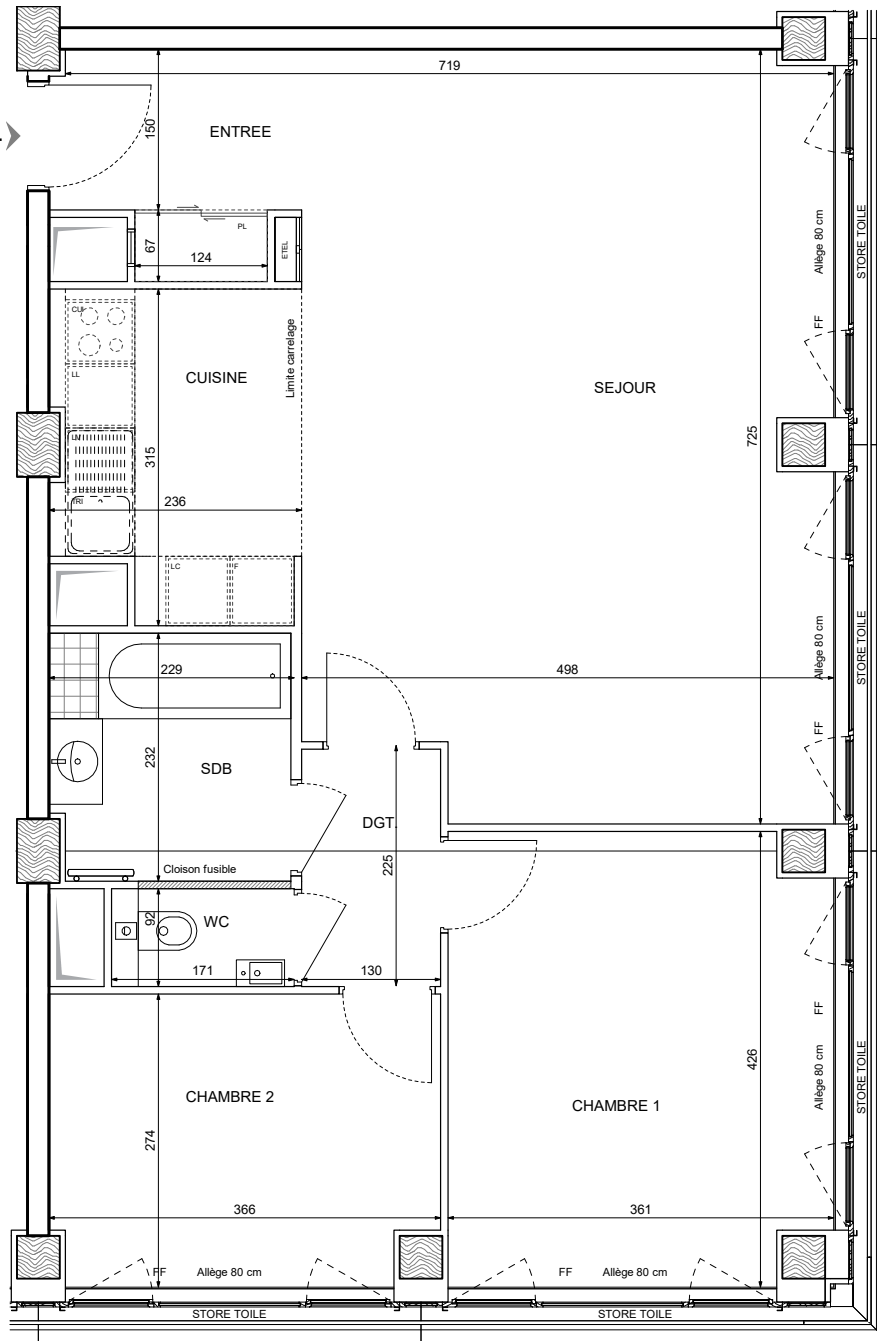 719
ENTREE
150
PL
ETEL
67
124
Allège 80 cm
STORE TOILE
CUI
FF
LL
CUISINE
Limite carrelage
SEJOUR
LV
315
725
TRI
236
LC
F
Allège 80 cm
STORE TOILE
229
498
FF
232
SDB
DGT.
225
Cloison fusible
92
WC
171
130
FF
426
Allège 80 cm
STORE TOILE
CHAMBRE 2
CHAMBRE 1
274
366
361
FF
Allège 80 cm
FF
Allège 80 cm
STORE TOILE
STORE TOILE